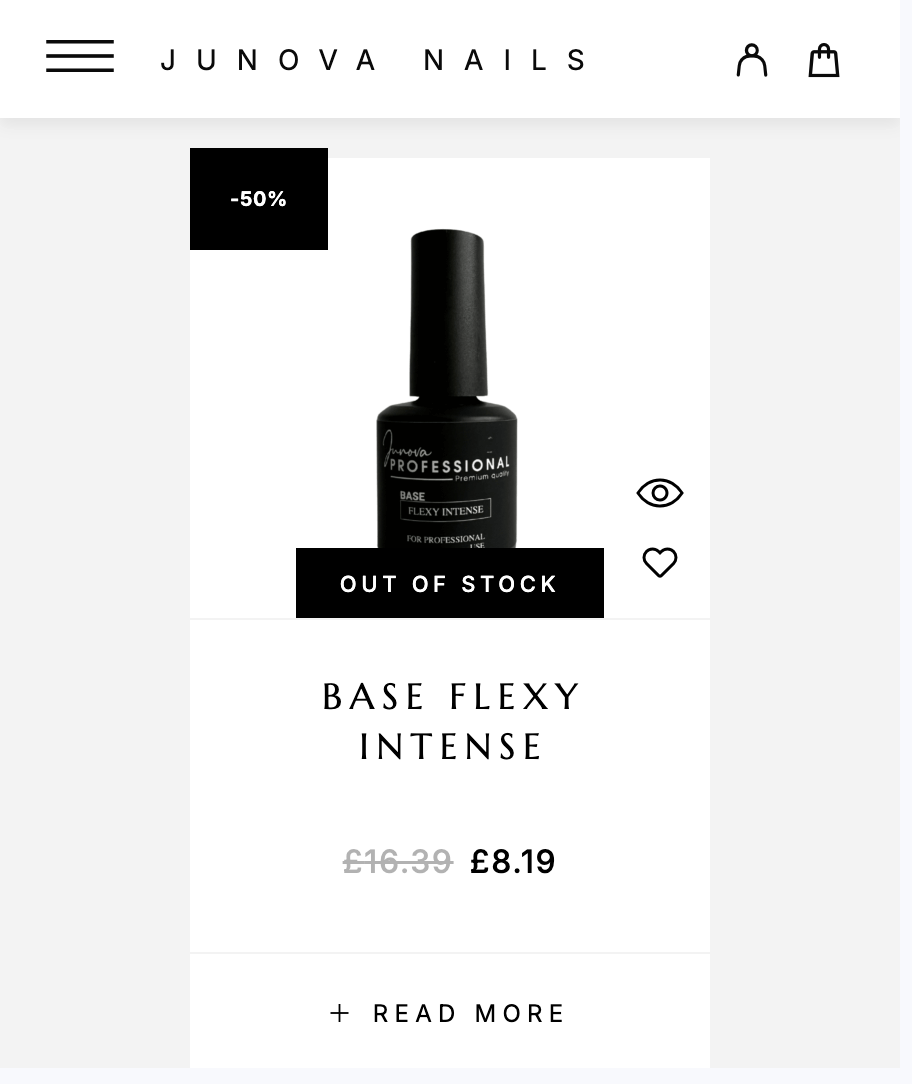 JUNOVA NAILS
-50%
Junova
PROFESSIONAL
Premium quality
BASE
FLEXY INTENSE
FOR PROFESSIONAL
USE
OUT OF STOCK
BASE FLEXY
INTENSE
£16.39 £8.19
+ READ MORE